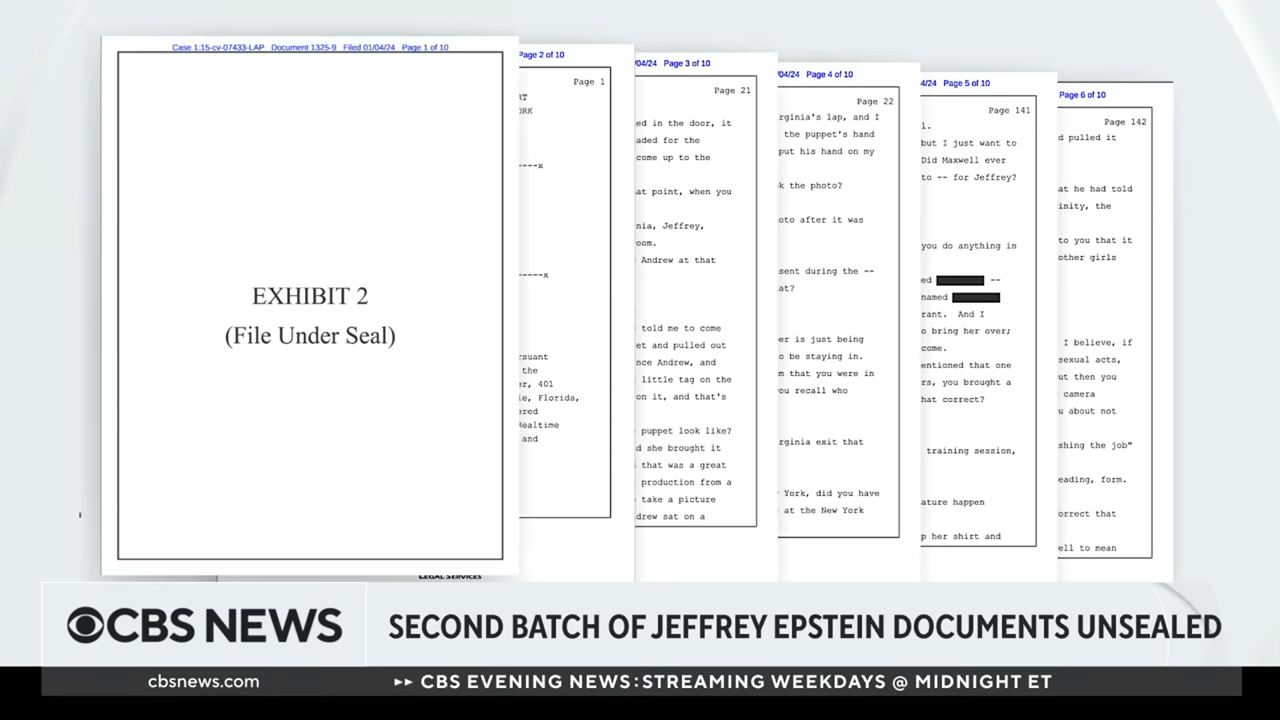 Case 1:15-cv-07433-LAP Document 1325-9 Filed 01/04/24 Page 1 of 10
EXHIBIT 2
(File Under Seal)
Page 2 of 10
Page 1
RT
ORK
----x
-----x
rsuant
the
er, 401
le, Florida,
ered
Realtime
and
/04/24 Page 3 of 10
Page 21
ed in the door, it
aded for the
come up to the
at point, when you
nia, Jeffrey,
oom.
Andrew at that
told me to come
et and pulled out
nce Andrew, and
little tag on the
on it, and that's
puppet look like?
d she brought it
that was a great
production from a
take a picture
drew sat on a
/04/24 Page 4 of 10
Page 22
rginia's lap, and I
the puppet's hand
put his hand on my
k the photo?
oto after it was
sent during the --
at?
er is just being
o be staying in.
m that you were in
ou recall who
rginia exit that
York, did you have
at the New York
4/24 Page 5 of 10
Page 141
l.
but I just want to
Did Maxwell ever
to -- for Jeffrey?
you do anything in
ed --
named
rant. And I
o bring her over;
come.
entioned that one
rs, you brought a
hat correct?
training session,
ature happen
p her shirt and
Page 6 of 10
Page 142
d pulled it
at he had told
inity, the
to you that it
other girls
I believe, if
sexual acts,
ut then you
camera
u about not
shing the job"
eading, form.
orrect that
ell to mean
LEGAL SERVICES
CBS NEWS
SECOND BATCH OF JEFFREY EPSTEIN DOCUMENTS UNSEALED
cbsnews.com
CBS EVENING NEWS: STREAMING WEEKDAYS @ MIDNIGHT ET